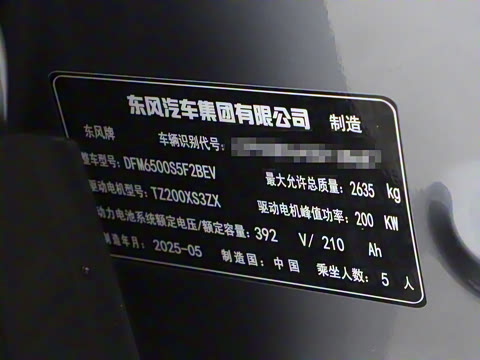 东风汽车集团有限公司 制造
东风牌 车辆识别代号:
整车型号: DFM6500S5F2BEV 最大允许总质量: 2635 kg
驱动电机型号: TZ200XS3ZX 驱动电机峰值功率: 200 KW
动力电池系统额定电压/额定容量: 392 V/ 210 Ah
制造年月: 2025-05 制造国: 中国 乘坐人数: 5 人